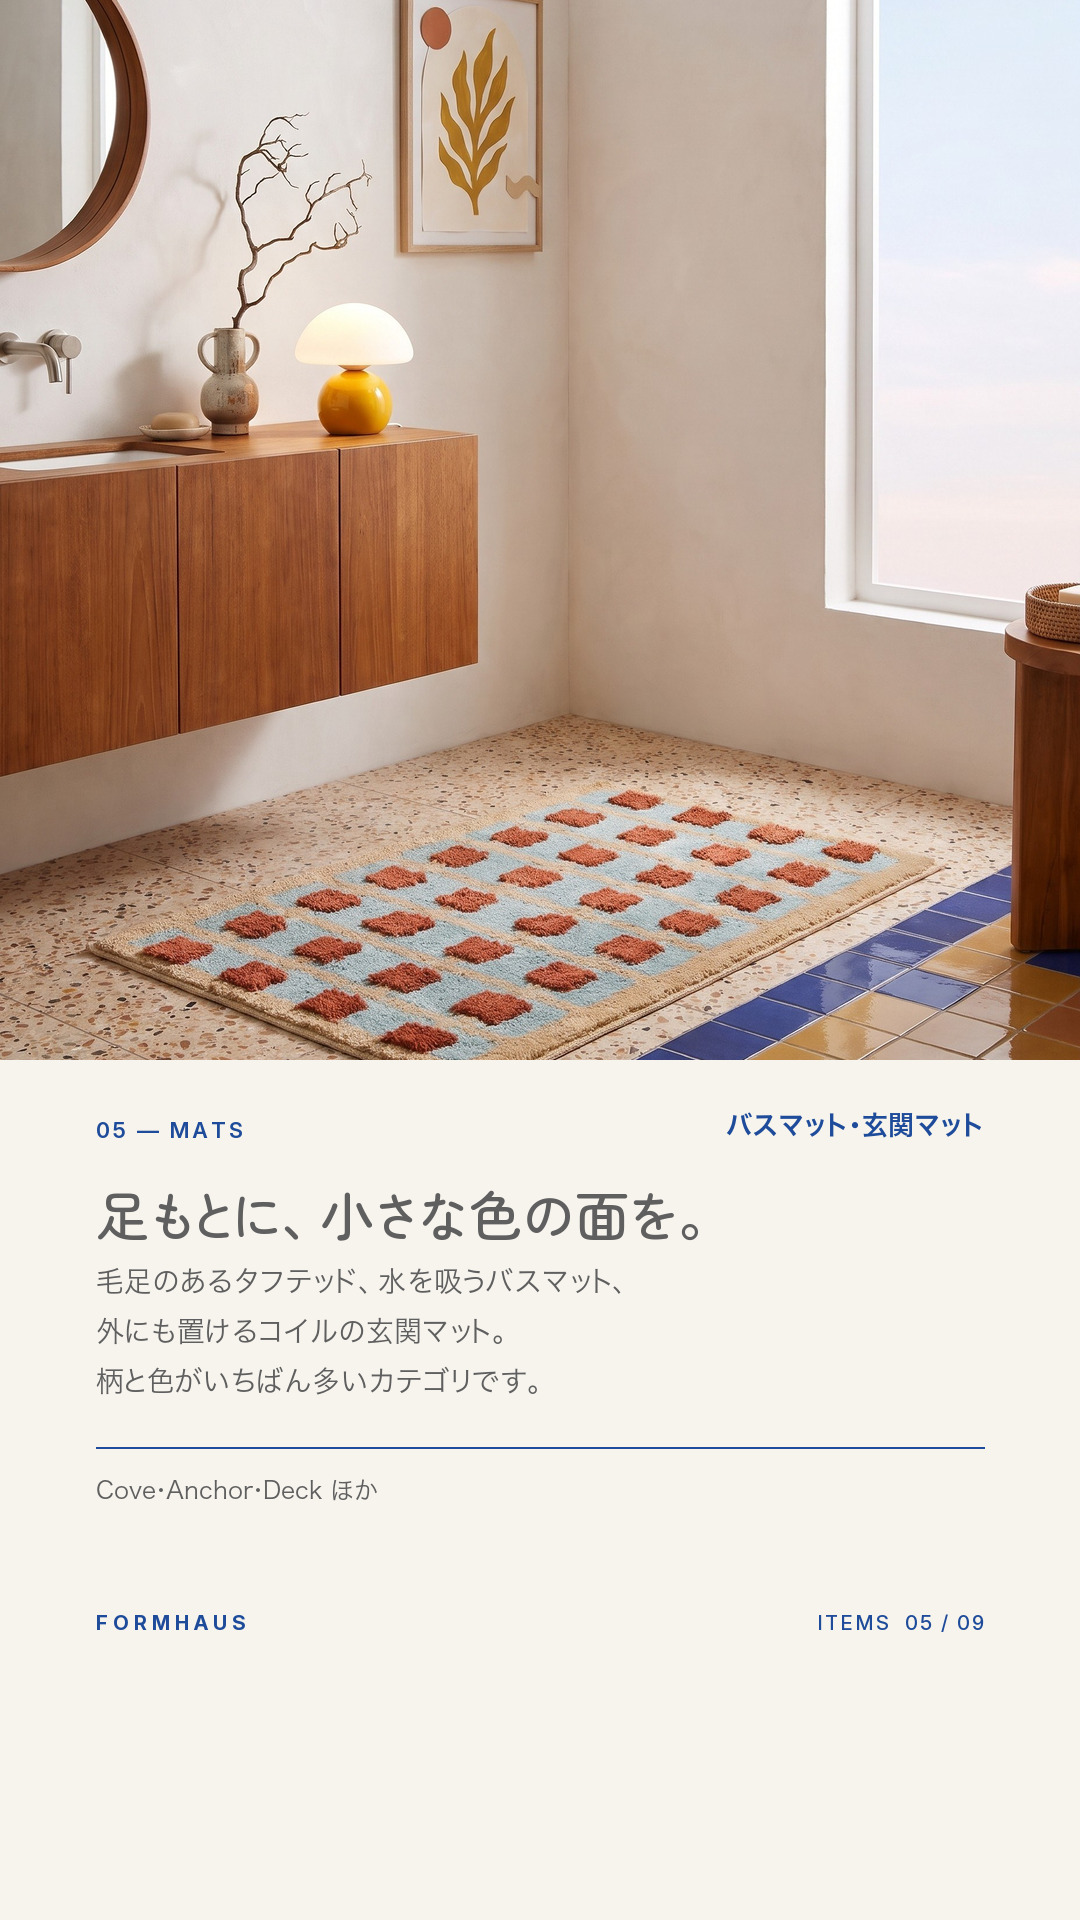 05 — MATS
バスマット・玄関マット
足もとに、小さな色の面を。
毛足のあるタフテッド、水を吸うバスマット、
外にも置けるコイルの玄関マット。
柄と色がいちばん多いカテゴリです。
Cove・Anchor・Deck ほか
FORMHAUS
ITEMS 05 / 09